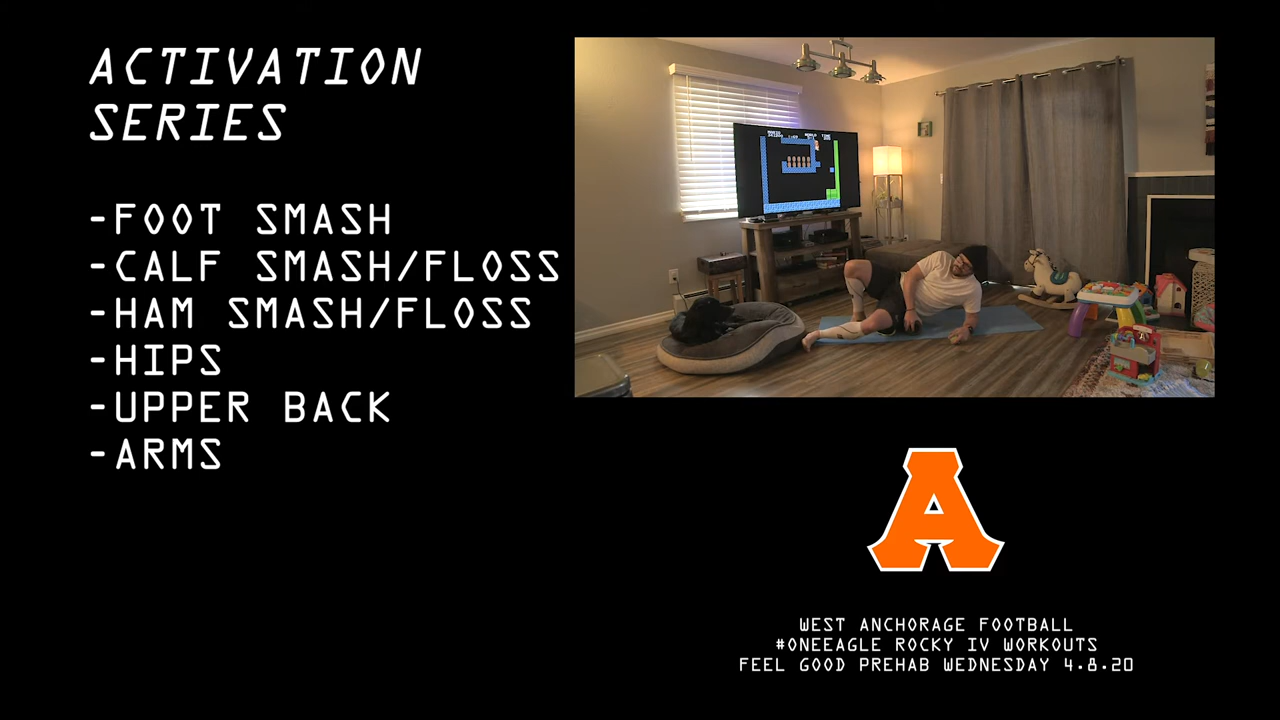 ACTIVATION
SERIES
-FOOT SMASH
-CALF SMASH/FLOSS
-HAM SMASH/FLOSS
-HIPS
-UPPER BACK
-ARMS
A
WEST ANCHORAGE FOOTBALL
#ONEEAGLE ROCKY IV WORKOUTS
FEEL GOOD PREHAB WEDNESDAY 4.8.20